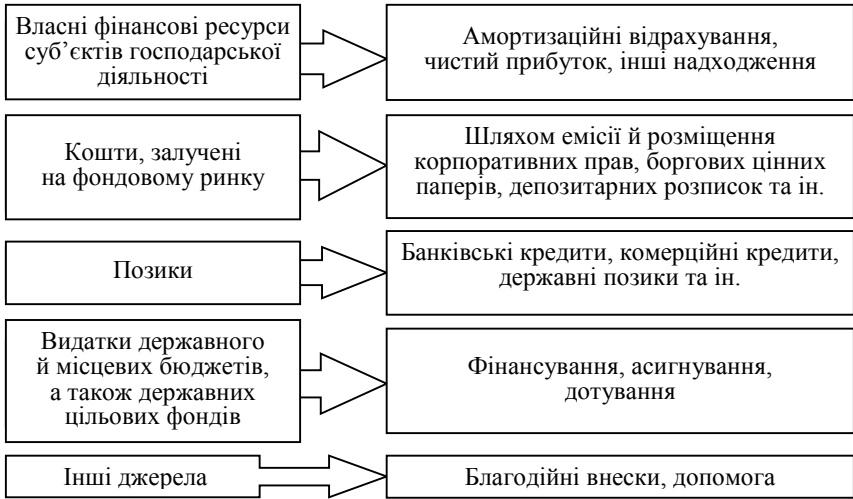 Власні фінансові ресурси
суб’єктів господарської
діяльності
Амортизаційні відрахування,
чистий прибуток, інші надходження
Кошти, залучені
на фондовому ринку
Шляхом емісії й розміщення
корпоративних прав, боргових цінних
паперів, депозитарних розписок та ін.
Позики
Банківські кредити, комерційні кредити,
державні позики та ін.
Видатки державного
й місцевих бюджетів,
а також державних
цільових фондів
Фінансування, асигнування,
дотування
Інші джерела
Благодійні внески, допомога